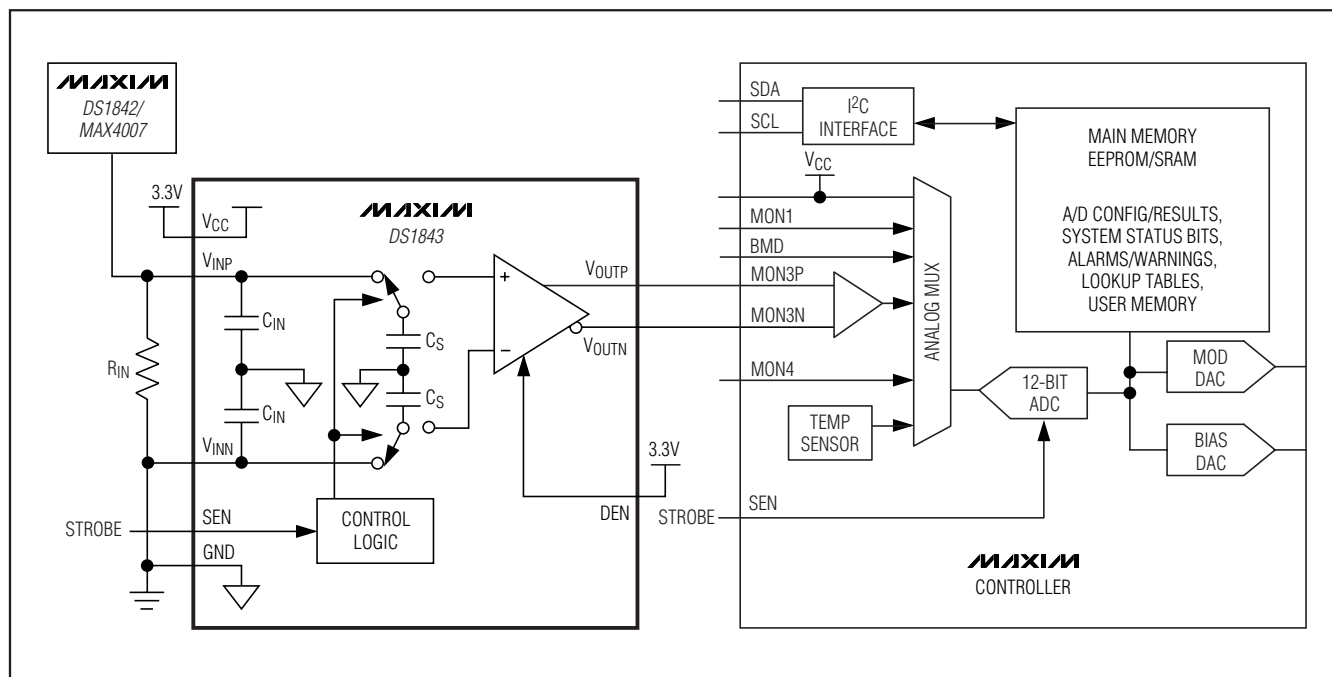 MAXIM
DS1842/
MAX4007
3.3V
VCC
MAXIM
DS1843
VINP
CIN
CS
RIN
CS
CIN
VINN
STROBE
SEN
CONTROL
LOGIC
GND
VOUTP
VOUTN
3.3V
DEN
SDA
SCL
I2C
INTERFACE
VCC
MON1
BMD
MON3P
MON3N
MON4
ANALOG MUX
TEMP
SENSOR
STROBE
SEN
12-BIT
ADC
MAIN MEMORY
EEPROM/SRAM
A/D CONFIG/RESULTS,
SYSTEM STATUS BITS,
ALARMS/WARNINGS,
LOOKUP TABLES,
USER MEMORY
MOD
DAC
BIAS
DAC
MAXIM
CONTROLLER
+
−